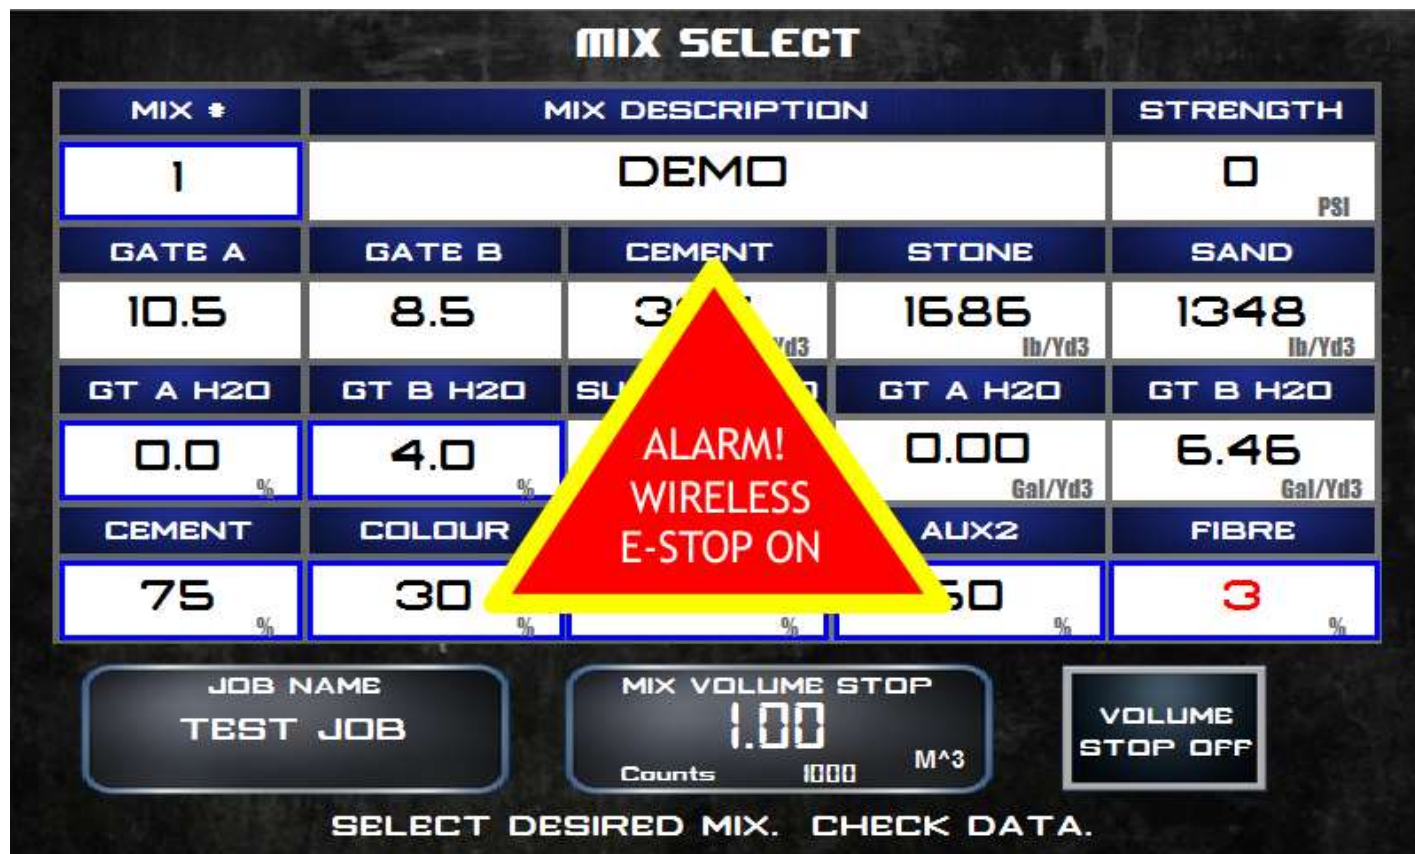 MIX SELECT
MIX # MIX DESCRIPTION STRENGTH
1 DEMO 0 PSI
GATE A GATE B CEMENT STONE SAND
10.5 8.5 1686 lb/Yd3 1348 lb/Yd3
GT A H2O GT B H2O GT A H2O GT B H2O
0.0 % 4.0 % 0.00 Gal/Yd3 6.46 Gal/Yd3
ALARM!
WIRELESS
E-STOP ON
CEMENT COLOUR AUX2 FIBRE
75 % 30 % % % 3 %
JOB NAME
TEST JOB
MIX VOLUME STOP
1.00 M^3
Counts 1000
VOLUME
STOP OFF
SELECT DESIRED MIX. CHECK DATA.